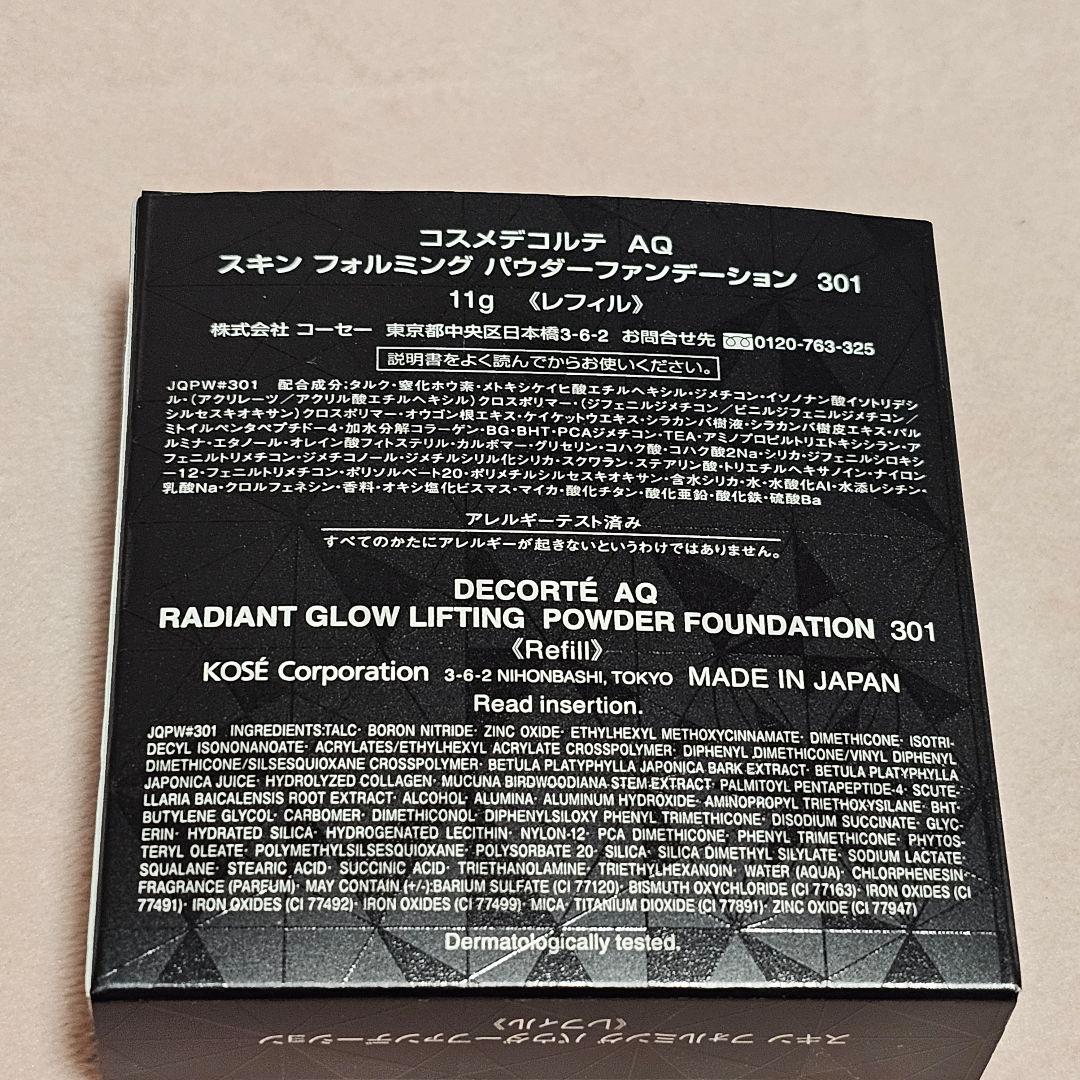 コスメデコルテ AQ
スキン フォルミング パウダーファンデーション 301
11g 《レフィル》
株式会社 コーセー 東京都中央区日本橋3-6-2 お問合せ先 0120-763-325
説明書をよく読んでからお使いください。
JQPW#301 配合成分:タルク・窒化ホウ素・メトキシケイヒ酸エチルヘキシル・ジメチコン・イソノナン酸イソトリデシ
ル・(アクリレーツ/アクリル酸エチルヘキシル)クロスポリマー・(ジフェニルジメチコン/ビニルジフェニルジメチコン/
シルセスキオキサン)クロスポリマー・オウゴン根エキス・ケイケットウエキス・シラカンバ樹液・シラカンバ樹皮エキス・パル
ミトイルペンタペプチド-4・加水分解コラーゲン・BG・BHT・PCAジメチコン・TEA・アミノプロピルトリエトキシシラン・ア
ルミナ・エタノール・オレイン酸フィトステリル・カルボマー・グリセリン・コハク酸・コハク酸2Na・シリカ・ジフェニルシロキシ
フェニルトリメチコン・ジメチコノール・ジメチルシリル化シリカ・スクワラン・ステアリン酸・トリエチルヘキサノイン・ナイロン
-12・フェニルトリメチコン・ポリソルベート20・ポリメチルシルセスキオキサン・含水シリカ・水・水酸化Al・水添レシチン・
乳酸Na・クロルフェネシン・香料・オキシ塩化ビスマス・マイカ・酸化チタン・酸化亜鉛・酸化鉄・硫酸Ba
アレルギーテスト済み
すべてのかたにアレルギーが起きないというわけではありません。
DECORTÉ AQ
RADIANT GLOW LIFTING POWDER FOUNDATION 301
《Refill》
KOSÉ Corporation 3-6-2 NIHONBASHI, TOKYO MADE IN JAPAN
Read insertion.
JQPW#301 INGREDIENTS:TALC· BORON NITRIDE· ZINC OXIDE· ETHYLHEXYL METHOXYCINNAMATE· DIMETHICONE· ISOTRI-
DECYL ISONONANOATE· ACRYLATES/ETHYLHEXYL ACRYLATE CROSSPOLYMER· DIPHENYL DIMETHICONE/VINYL DIPHENYL
DIMETHICONE/SILSESQUIOXANE CROSSPOLYMER· BETULA PLATYPHYLLA JAPONICA BARK EXTRACT· BETULA PLATYPHYLLA
JAPONICA JUICE· HYDROLYZED COLLAGEN· MUCUNA BIRDWOODIANA STEM EXTRACT· PALMITOYL PENTAPEPTIDE-4· SCUTE-
LLARIA BAICALENSIS ROOT EXTRACT· ALCOHOL· ALUMINA· ALUMINUM HYDROXIDE· AMINOPROPYL TRIETHOXYSILANE· BHT·
BUTYLENE GLYCOL· CARBOMER· DIMETHICONOL· DIPHENYLSILOXY PHENYL TRIMETHICONE· DISODIUM SUCCINATE· GLYC-
ERIN· HYDRATED SILICA· HYDROGENATED LECITHIN· NYLON-12· PCA DIMETHICONE· PHENYL TRIMETHICONE· PHYTOS-
TERYL OLEATE· POLYMETHYLSILSESQUIOXANE· POLYSORBATE 20· SILICA· SILICA DIMETHYL SILYLATE· SODIUM LACTATE·
SQUALANE· STEARIC ACID· SUCCINIC ACID· TRIETHANOLAMINE· TRIETHYLHEXANOIN· WATER (AQUA)· CHLORPHENESIN·
FRAGRANCE (PARFUM)· MAY CONTAIN (+/-):BARIUM SULFATE (CI 77120)· BISMUTH OXYCHLORIDE (CI 77163)· IRON OXIDES (CI
77491)· IRON OXIDES (CI 77492)· IRON OXIDES (CI 77499)· MICA· TITANIUM DIOXIDE (CI 77891)· ZINC OXIDE (CI 77947)
Dermatologically tested.
スキン フォルミング パウダーファンデーション
《レフィル》